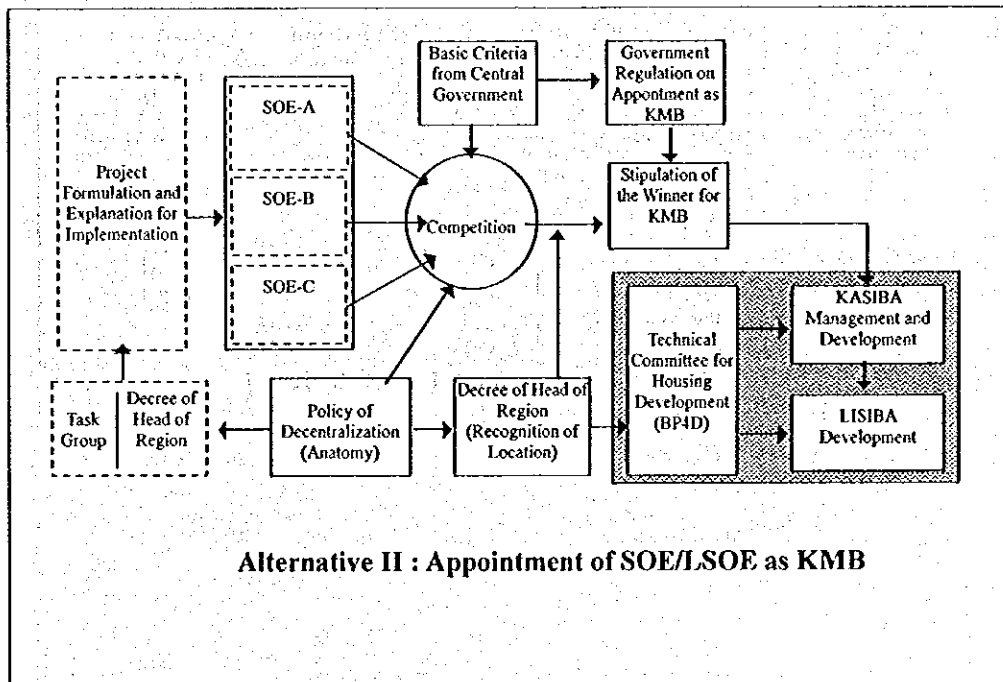 Basic Criteria
from Central
Government
Government
Regulation on
Appointment as
KMB
SOE-A
SOE-B
SOE-C
Project
Formulation and
Explanation for
Implementation
Competition
Stipulation of
the Winner for
KMB
KASIBA
Management and
Development
Technical
Committee for
Housing
Development
(BP4D)
LISIBA
Development
Task
Group
Decree of
Head of
Region
Policy of
Decentralization
(Anatomy)
Decree of Head of
Region
(Recognition of
Location)
Alternative II : Appointment of SOE/LSOE as KMB